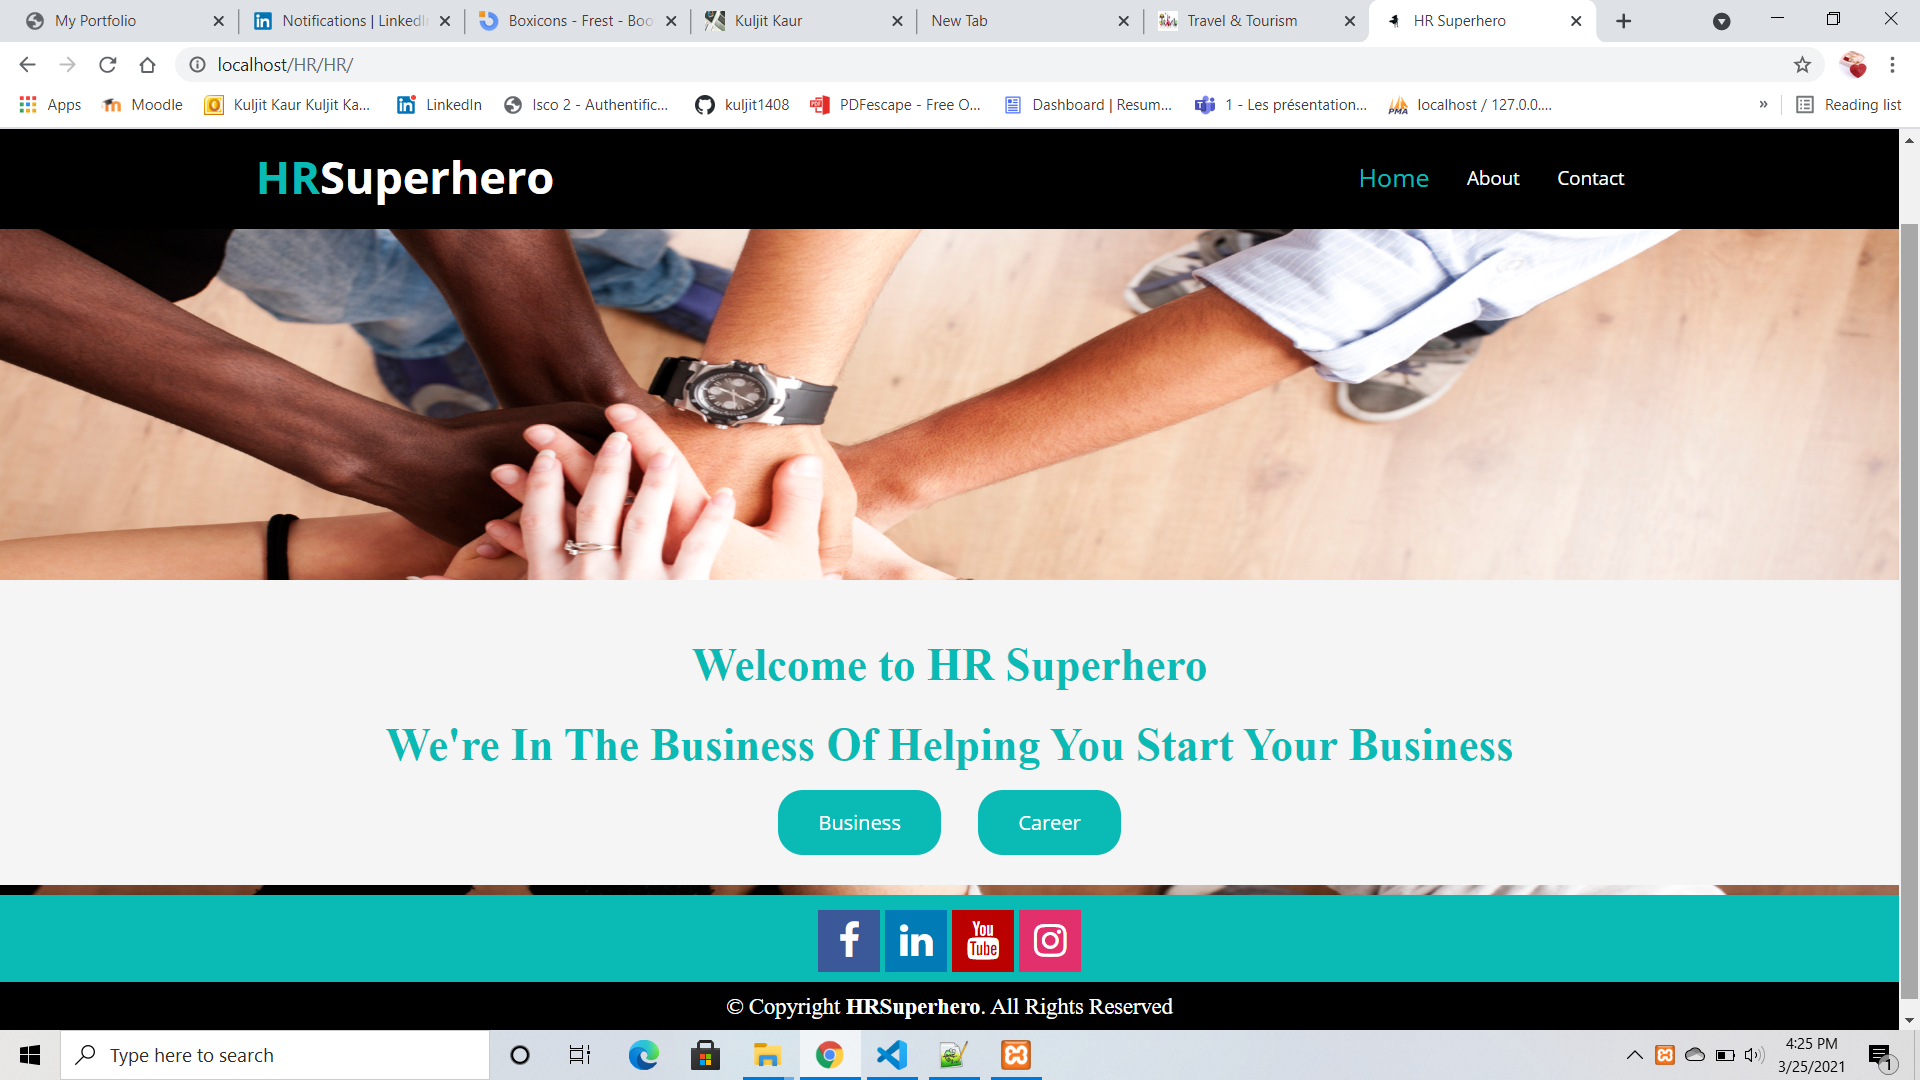 My Portfolio
Notifications | LinkedIn
Boxicons - Frest - Boo
Kuljit Kaur
New Tab
Travel & Tourism
HR Superhero
localhost/HR/HR/
Apps
Moodle
Kuljit Kaur Kuljit Ka...
LinkedIn
Isco 2 - Authentific...
kuljit1408
PDFescape - Free O...
Dashboard | Resum...
1 - Les présentation...
PMA
localhost / 127.0.0....
»
Reading list
HRSuperhero
Home
About
Contact
Welcome to HR Superhero
We're In The Business Of Helping You Start Your Business
Business
Career
f
in
You
Tube
© Copyright HRSuperhero. All Rights Reserved
Type here to search
4:25 PM
3/25/2021
1